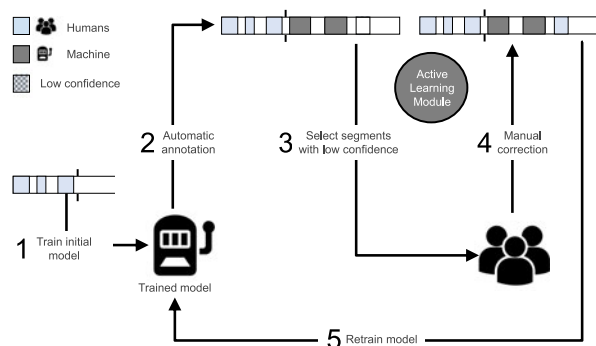 Humans
Machine
Low confidence
Active
Learning
Module
2 Automatic
annotation
3 Select segments
with low confidence
4 Manual
correction
1 Train initial
model
Trained model
5 Retrain model